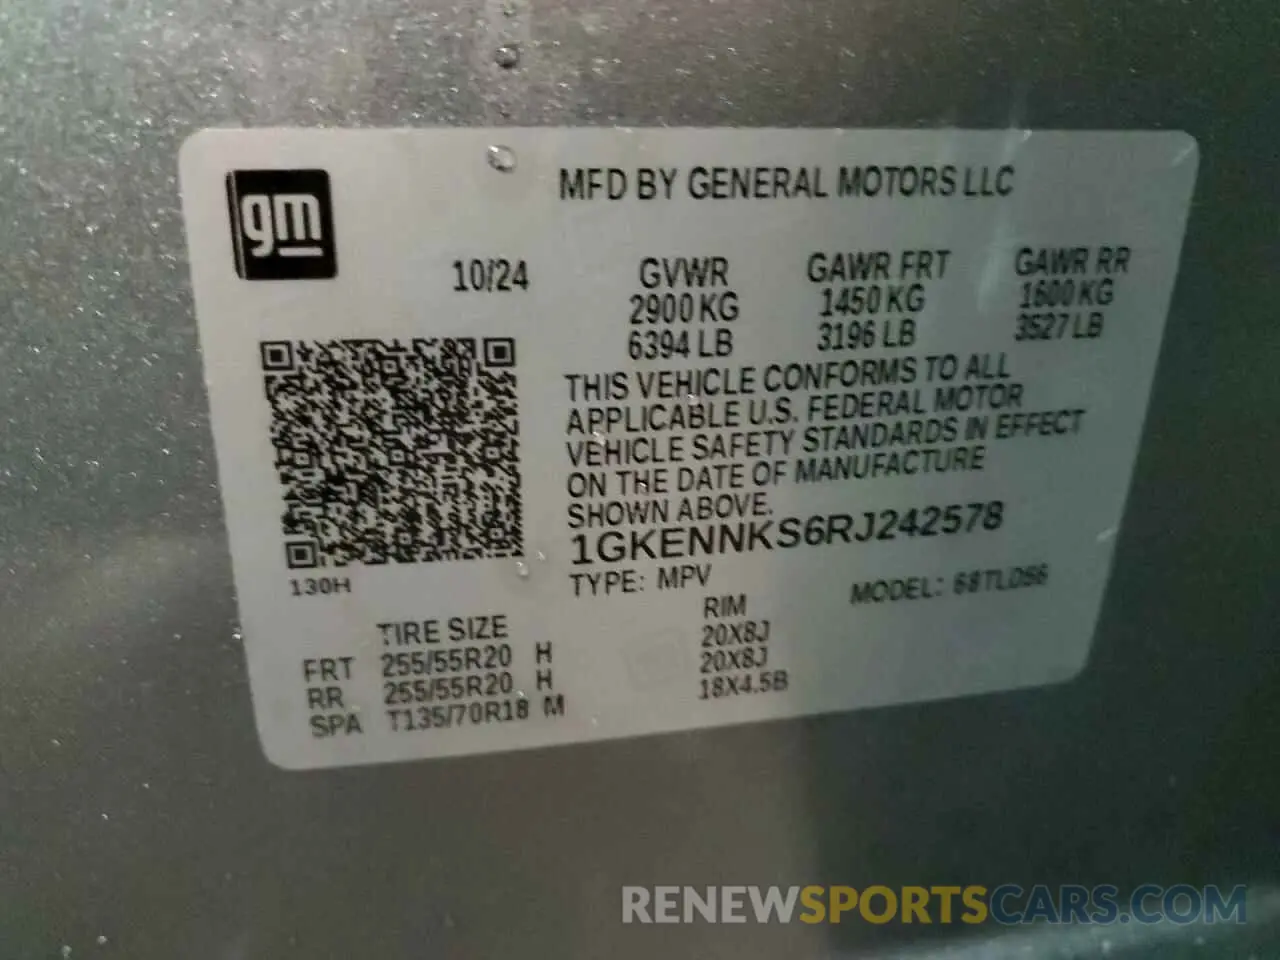 gm
MFD BY GENERAL MOTORS LLC
10/24
GVWR GAWR FRT GAWR RR
2900 KG 1450 KG 1600 KG
6394 LB 3196 LB 3527 LB
THIS VEHICLE CONFORMS TO ALL
APPLICABLE U.S. FEDERAL MOTOR
VEHICLE SAFETY STANDARDS IN EFFECT
ON THE DATE OF MANUFACTURE
SHOWN ABOVE.
1GKENNKS6RJ242578
130H
TYPE: MPV MODEL:
TIRE SIZE RIM
FRT 255/55R20 H 20X8J
RR 255/55R20 H 20X8J
SPA T135/70R18 M 18X4.5B
RENEWSPORTSCARS.COM